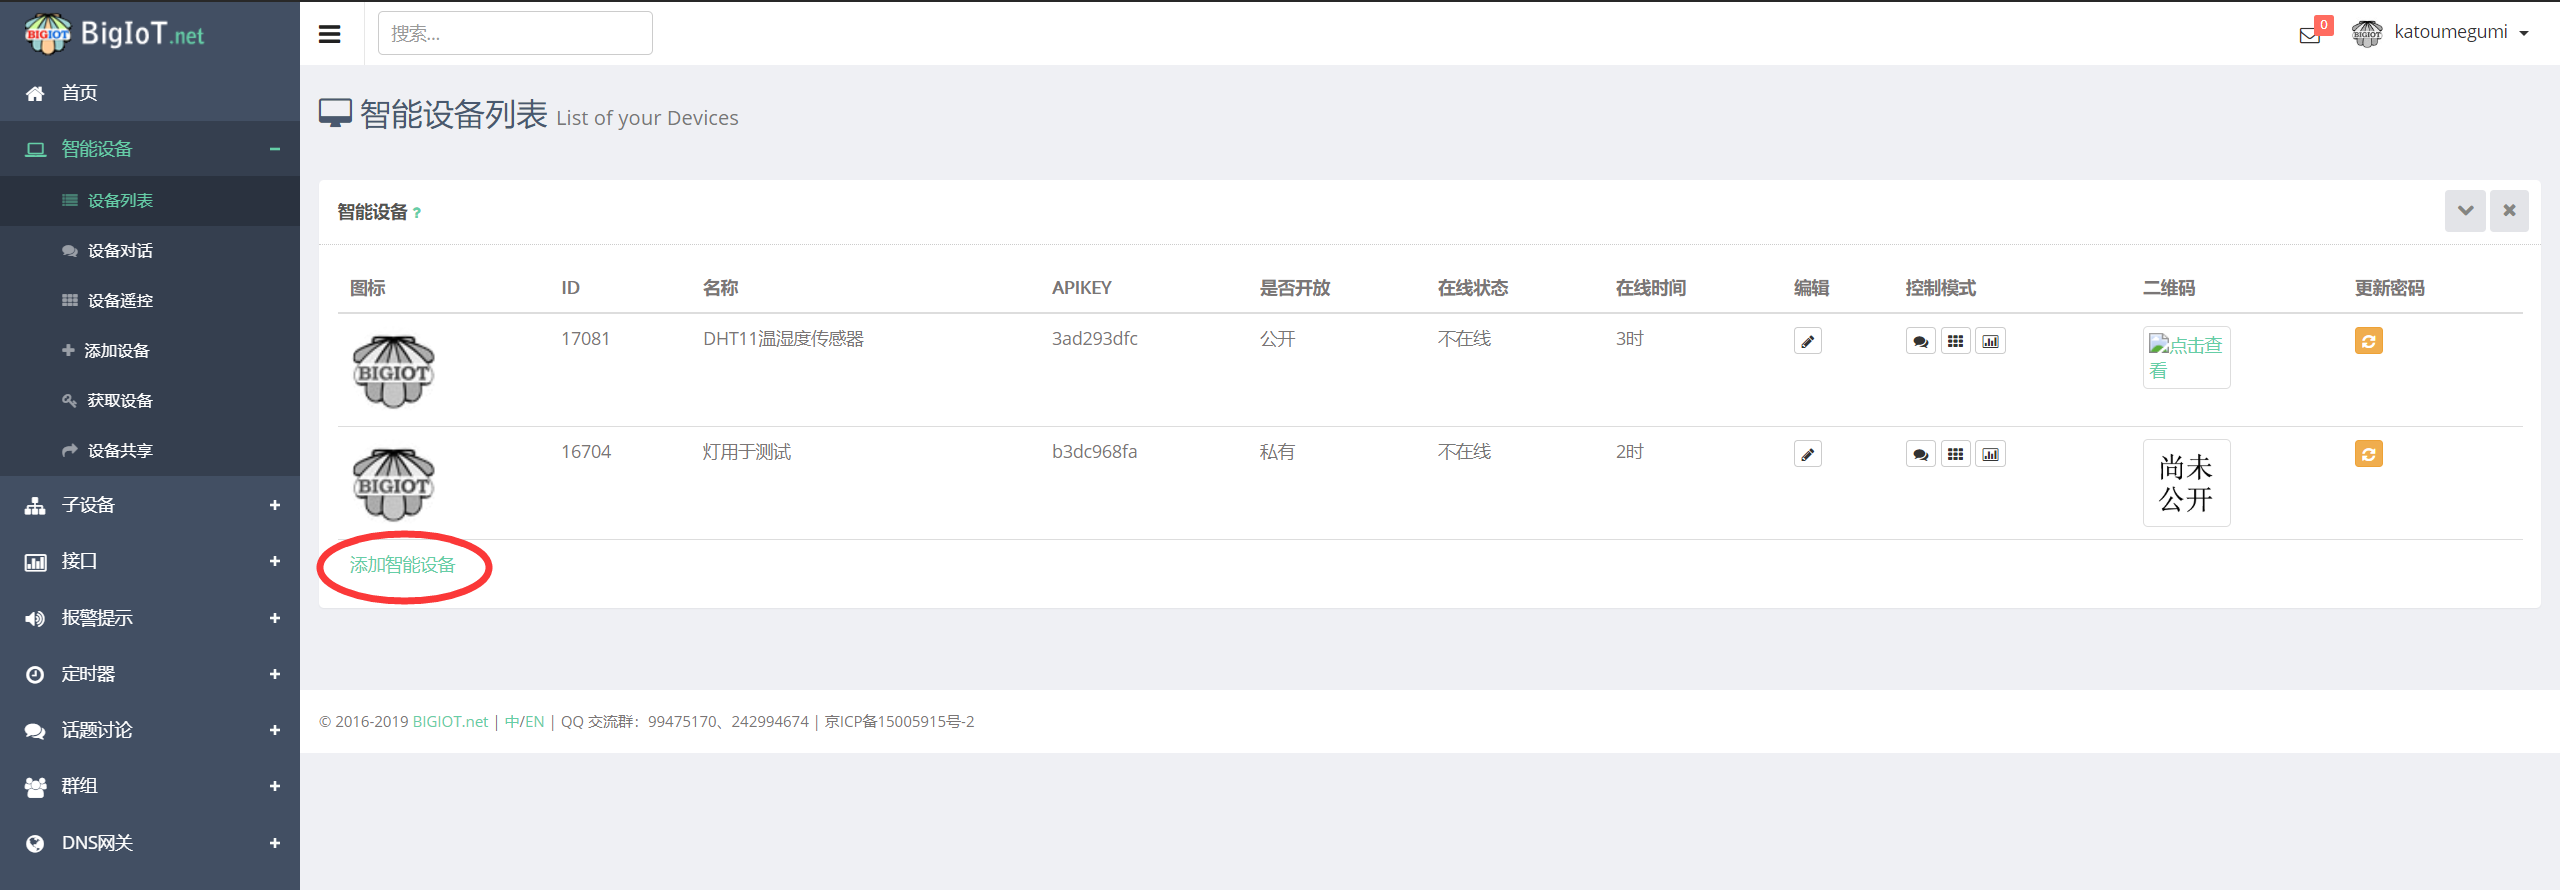 BIGIOT BigIoT.net
搜索...
0
BIGIOT katoumegumi
首页
智能设备
设备列表
设备对话
设备遥控
添加设备
获取设备
设备共享
子设备
接口
报警提示
定时器
话题讨论
群组
DNS网关
智能设备列表 List of your Devices
智能设备 ?
图标 ID 名称 APIKEY 是否开放 在线状态 在线时间 编辑 控制模式 二维码 更新密码
BIGIOT 17081 DHT11温湿度传感器 3ad293dfc 公开 不在线 3时 点击查
看
BIGIOT 16704 灯用于测试 b3dc968fa 私有 不在线 2时 尚未
公开
添加智能设备
© 2016-2019 BIGIOT.net | 中/EN | QQ 交流群：99475170、242994674 | 京ICP备15005915号-2